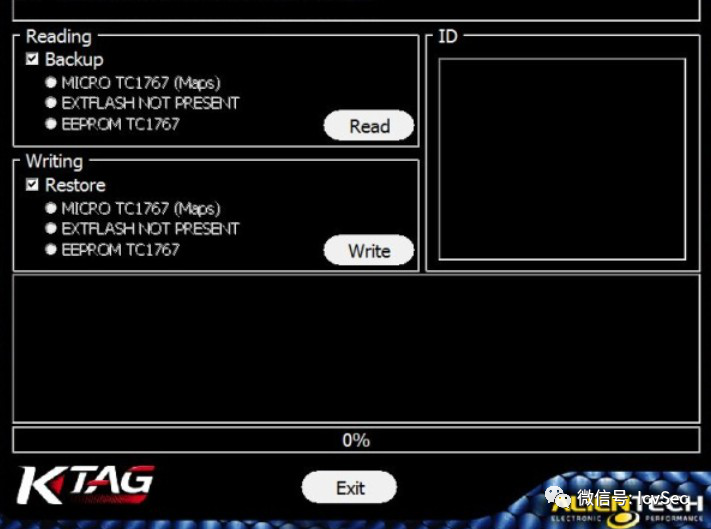 Reading
Backup
MICRO TC1767 (Maps)
EXTFLASH NOT PRESENT
EEPROM TC1767
Read
ID
Writing
Restore
MICRO TC1767 (Maps)
EXTFLASH NOT PRESENT
EEPROM TC1767
Write
0%
KTAG
Exit
微信号: IovSec
ALIENTECH
ELECTRONIC PERFORMANCE